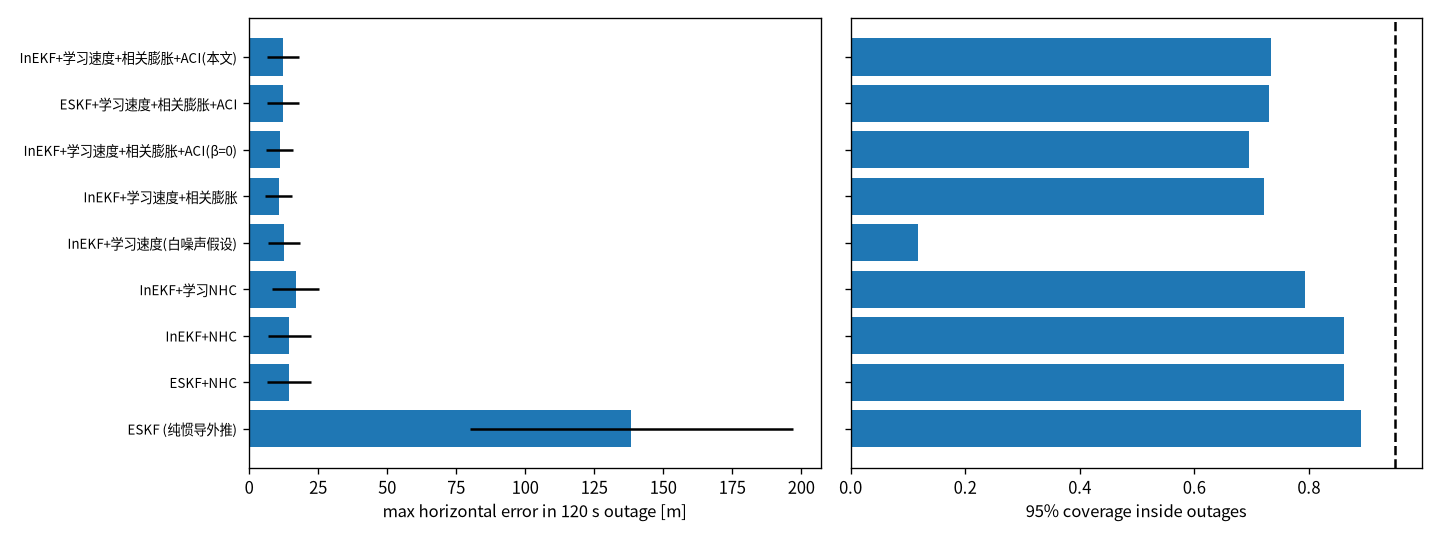 InEKF+学习速度+相关膨胀+ACI(本文)
ESKF+学习速度+相关膨胀+ACI
InEKF+学习速度+相关膨胀+ACI(β=0)
InEKF+学习速度+相关膨胀
InEKF+学习速度(白噪声假设)
InEKF+学习NHC
InEKF+NHC
ESKF+NHC
ESKF (纯惯导外推)
0 25 50 75 100 125 150 175 200
max horizontal error in 120 s outage [m]
0.0 0.2 0.4 0.6 0.8
95% coverage inside outages